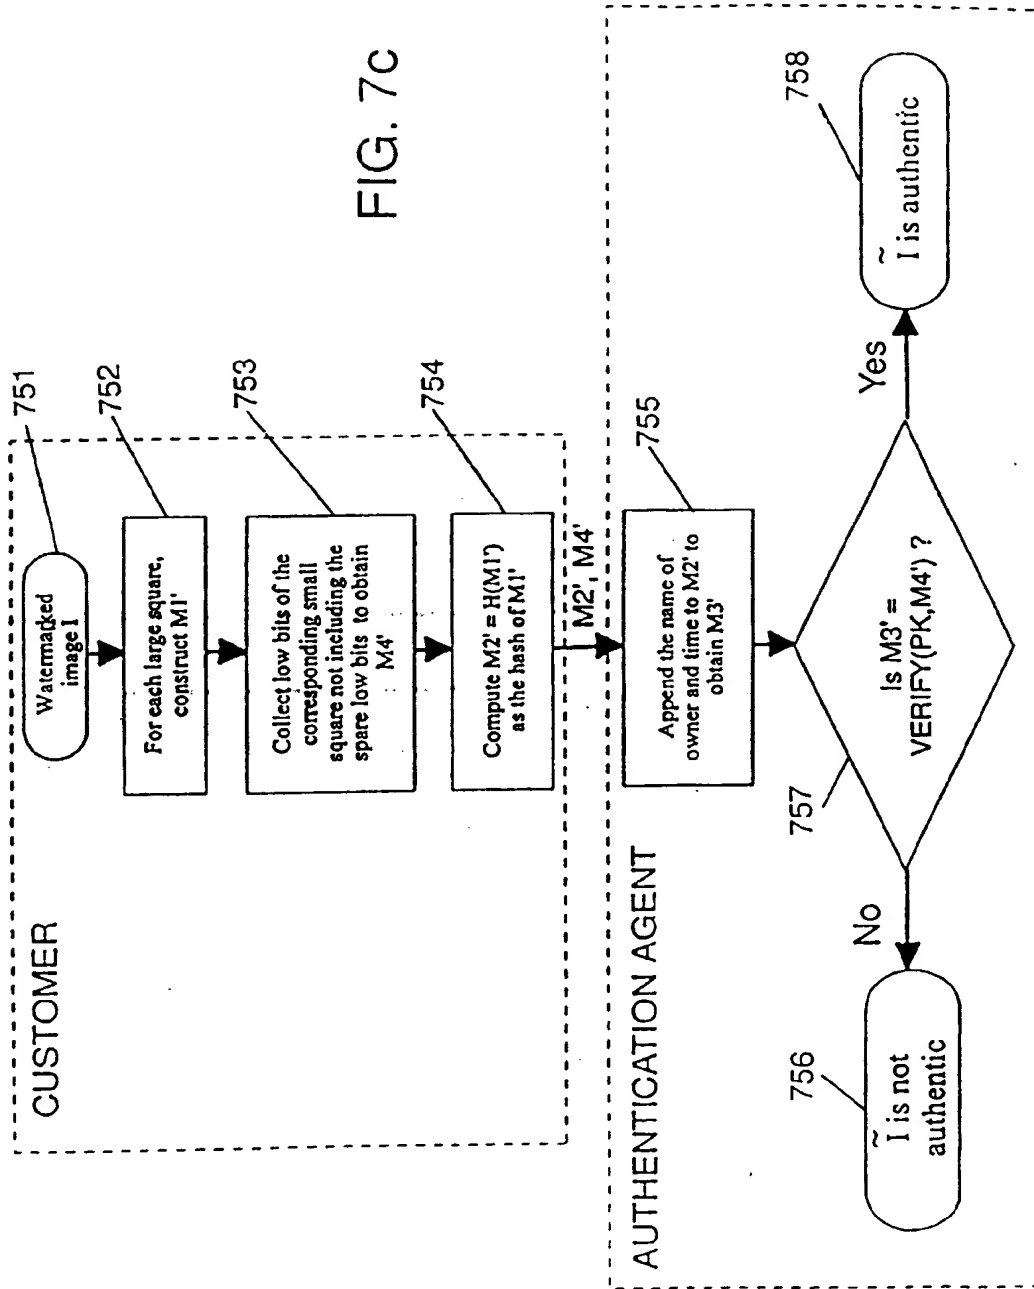 FIG. 7c
CUSTOMER
751
Watermarked
image I
752
For each large square,
construct M1'
753
Collect low bits of the
corresponding small
square not including the
spare low bits to obtain
M4'
754
Compute M2' = H(M1')
as the hash of M1'
M2', M4'
AUTHENTICATION AGENT
755
Append the name of
owner and time to M2' to
obtain M3'
757
Is M3' =
VERIFY(PK,M4') ?
No
Yes
756
Ĩ is not
authentic
758
Ĩ is authentic